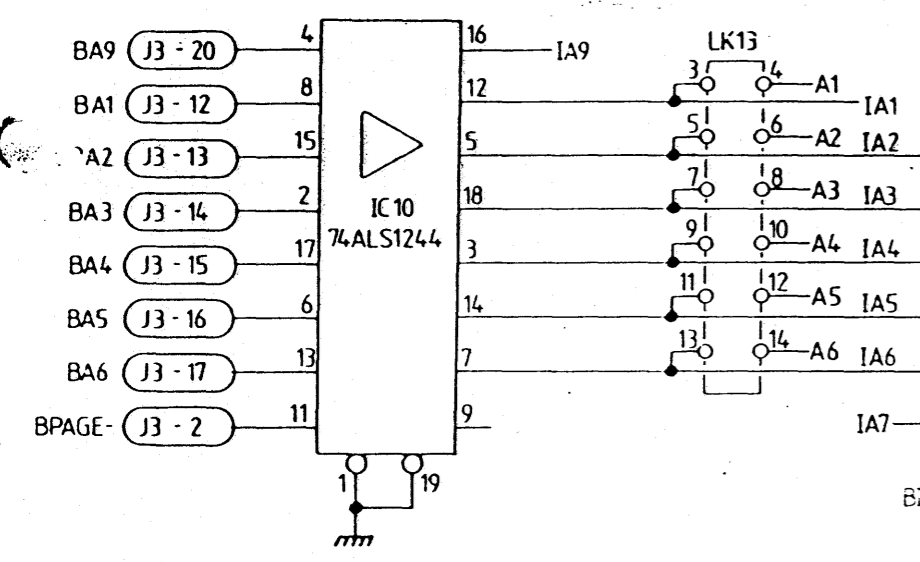 LK13
BA9 J3 - 20 4 16 IA9
3 4 A1
BA1 J3 - 12 8 12 IA1
5 6 A2
A2 J3 - 13 15 5 IA2
7 8 A3
BA3 J3 - 14 2 18 IA3
IC10
74ALS1244
9 10 A4
BA4 J3 - 15 17 3 IA4
11 12 A5
BA5 J3 - 16 6 14 IA5
13 14 A6
BA6 J3 - 17 13 7 IA6
BPAGE- J3 - 2 11 9 IA7
1 19